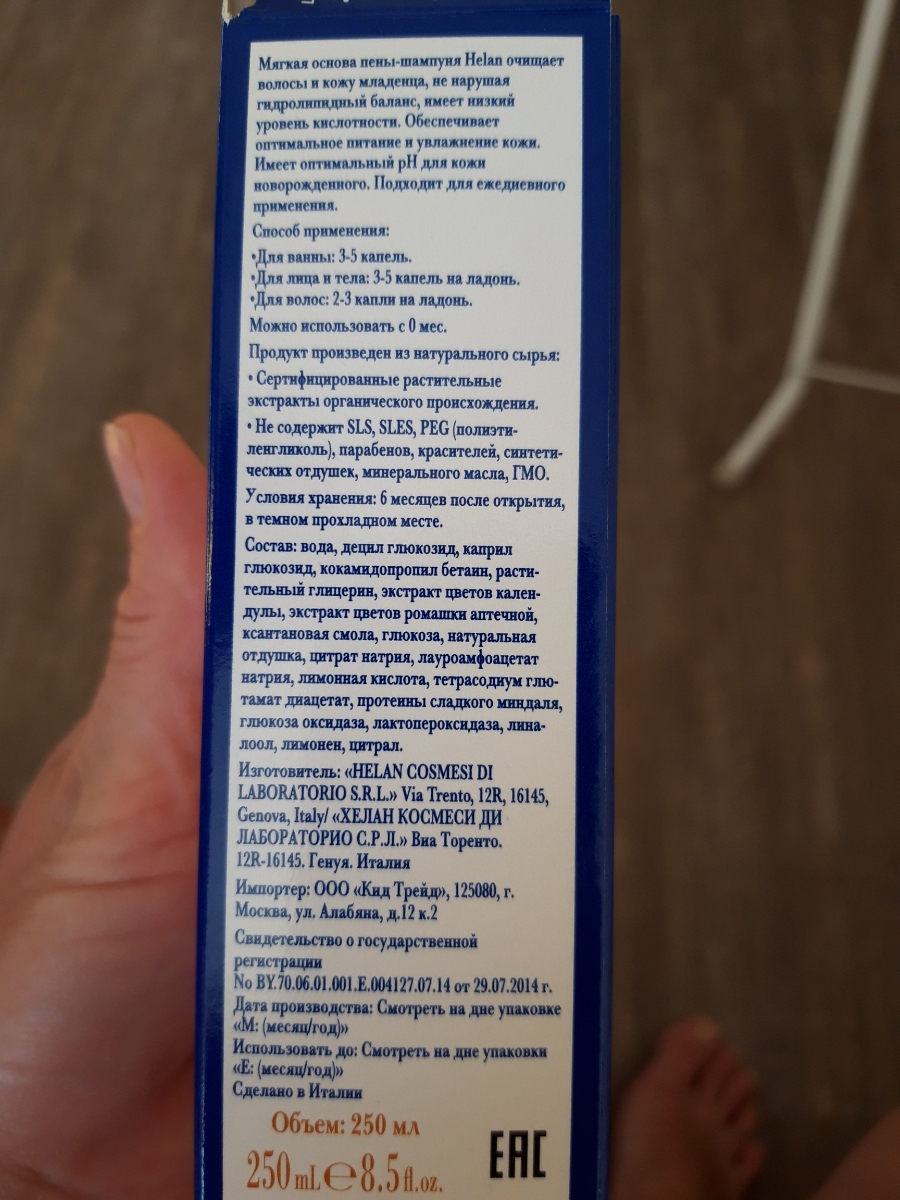 Мягкая основа пены-шампуня Helan очищает
волосы и кожу младенца, не нарушая
гидролипидный баланс, имеет низкий
уровень кислотности. Обеспечивает
оптимальное питание и увлажнение кожи.
Имеет оптимальный pH для кожи
новорожденного. Подходит для ежедневного
применения.
Способ применения:
•Для ванны: 3-5 капель.
•Для лица и тела: 3-5 капель на ладонь.
•Для волос: 2-3 капли на ладонь.
Можно использовать с 0 мес.
Продукт произведен из натурального сырья:
• Сертифицированные растительные
экстракты органического происхождения.
• Не содержит SLS, SLES, PEG (полиэти-
ленгликоль), парабенов, красителей, синтети-
ческих отдушек, минерального масла, ГМО.
Условия хранения: 6 месяцев после открытия,
в темном прохладном месте.
Состав: вода, децил глюкозид, каприл
глюкозид, кокамидопропил бетаин, расти-
тельный глицерин, экстракт цветов кален-
дулы, экстракт цветов ромашки аптечной,
ксантановая смола, глюкоза, натуральная
отдушка, цитрат натрия, лауроамфоацетат
натрия, лимонная кислота, тетрасодиум глю-
тамат диацетат, протеины сладкого миндаля,
глюкоза оксидаза, лактопероксидаза, лина-
лоол, лимонен, цитрал.
Изготовитель: «HELAN COSMESI DI
LABORATORIO S.R.L.» Via Trento, 12R, 16145,
Genova, Italy/ «ХЕЛАН КОСМЕСИ ДИ
ЛАБОРАТОРИО С.Р.Л.» Виа Торенто.
12R-16145. Генуя. Италия
Импортер: ООО «Кид Трейд», 125080, г.
Москва, ул. Алабяна, д.12 к.2
Свидетельство о государственной
регистрации
No BY.70.06.01.001.E.004127.07.14 от 29.07.2014 г.
Дата производства: Смотреть на дне упаковке
«М: (месяц/год)»
Использовать до: Смотреть на дне упаковки
«Е: (месяц/год)»
Сделано в Италии
Объем: 250 мл
250 mL ℮ 8.5 fl.oz.
EAC